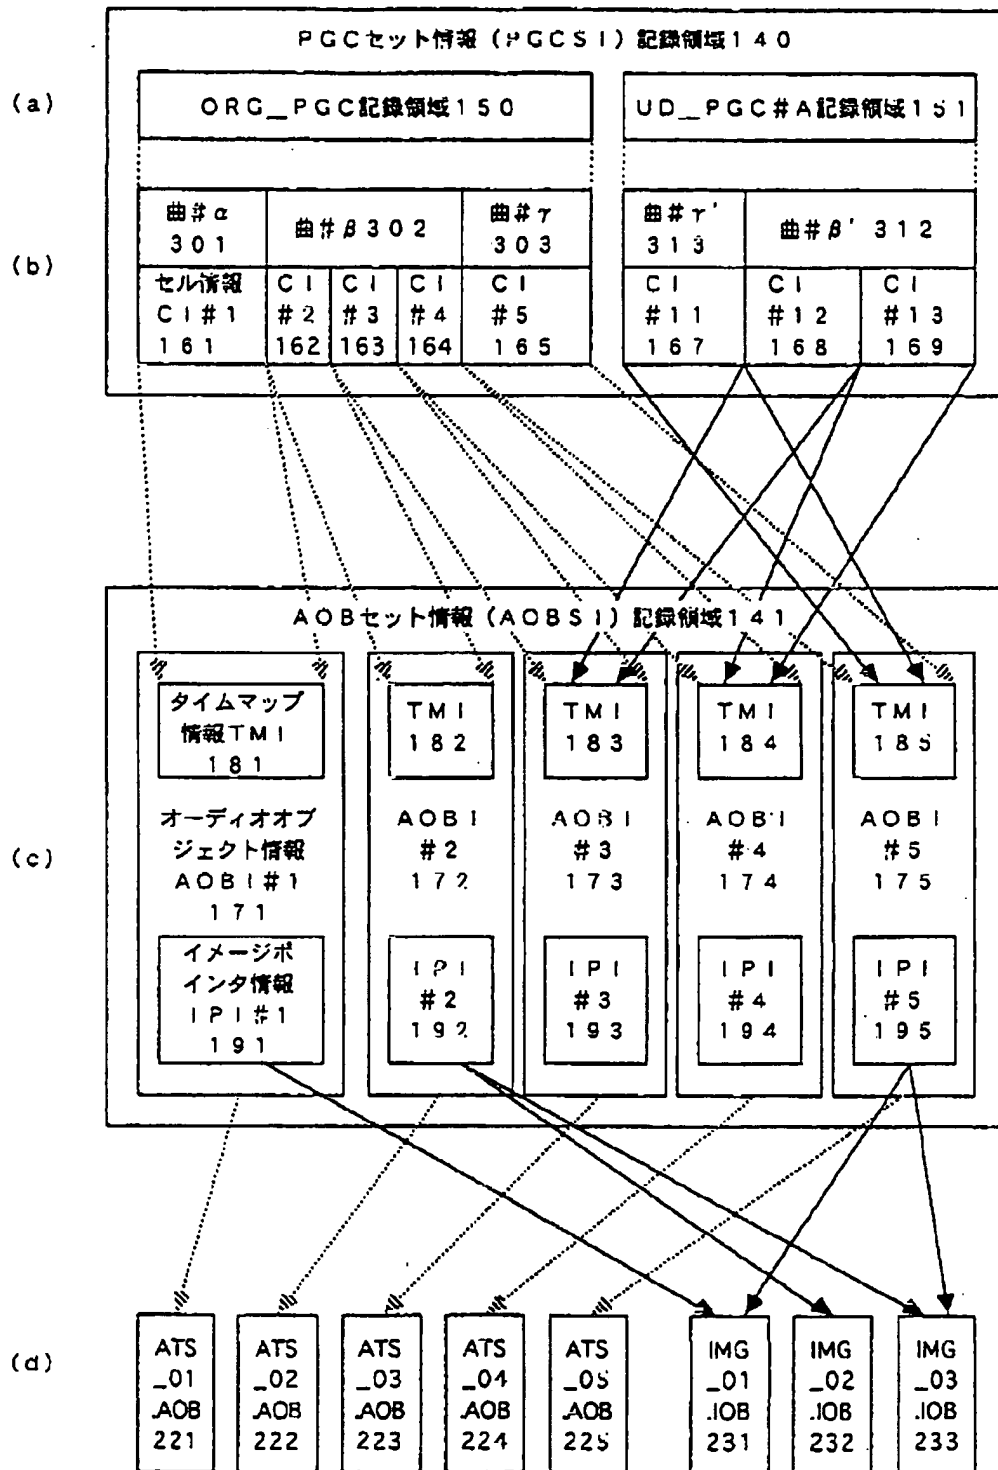 PGCセット情報（PGCSI）記録領域140
(a)
ORG_PGC記録領域150
UD_PGC#A記録領域151
(b)
曲#α
301
曲#β302
曲#γ
303
曲#γ'
313
曲#β'312
セル情報
CI#1
161
CI
#2
162
CI
#3
163
CI
#4
164
CI
#5
165
CI
#11
167
CI
#12
168
CI
#13
169
AOBセット情報（AOBSI）記録領域141
タイムマップ
情報TMI
181
TMI
182
TMI
183
TMI
184
TMI
185
(c)
オーディオオブ
ジェクト情報
AOBI#1
171
AOBI
#2
172
AOBI
#3
173
AOBI
#4
174
AOBI
#5
175
イメージポ
インタ情報
IPI#1
191
IPI
#2
192
IPI
#3
193
IPI
#4
194
IPI
#5
195
(d)
ATS
_01
.AOB
221
ATS
_02
.AOB
222
ATS
_03
.AOB
223
ATS
_04
.AOB
224
ATS
_05
.AOB
225
IMG
_01
.IOB
231
IMG
_02
.IOB
232
IMG
_03
.IOB
233